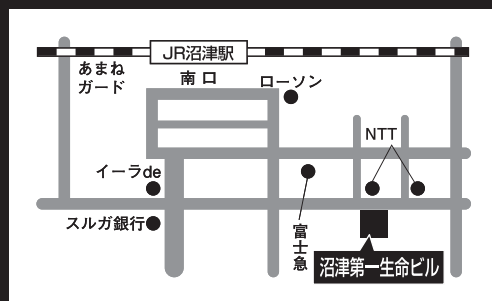 JR沼津駅
あまね
ガード
南口
ローソン
NTT
イーラde
スルガ銀行
富士急
沼津第一生命ビル